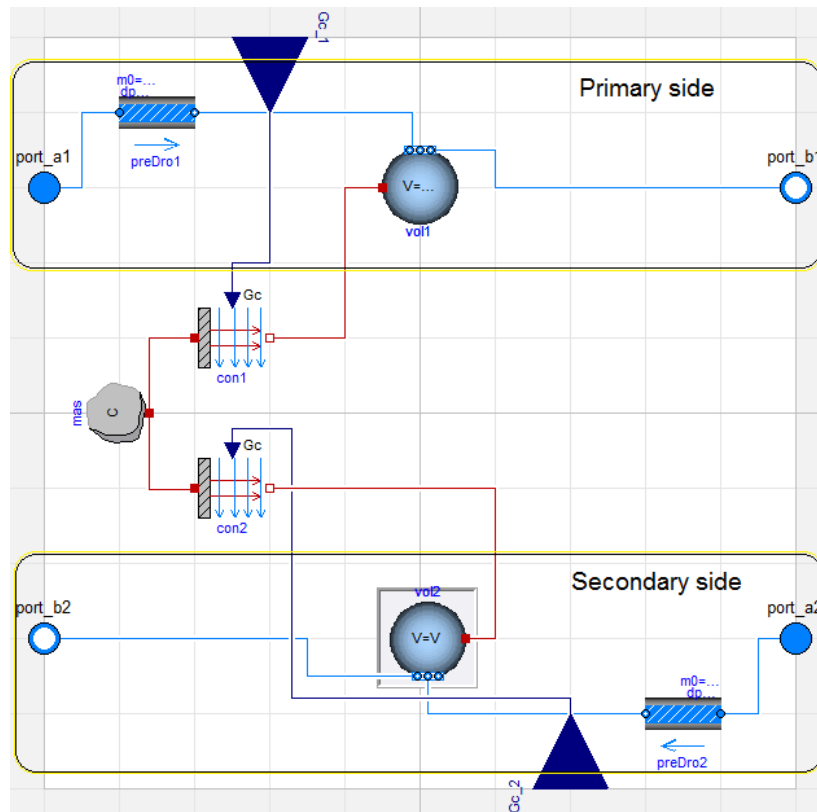 Gc_1
m0=...
dp...
Primary side
port_a1
preDro1
port_b1
V=...
vol1
Gc
con1
mas
C
Gc
con2
Secondary side
port_b2
vol2
port_a2
V=V
m0=...
dp...
preDro2
Gc_2